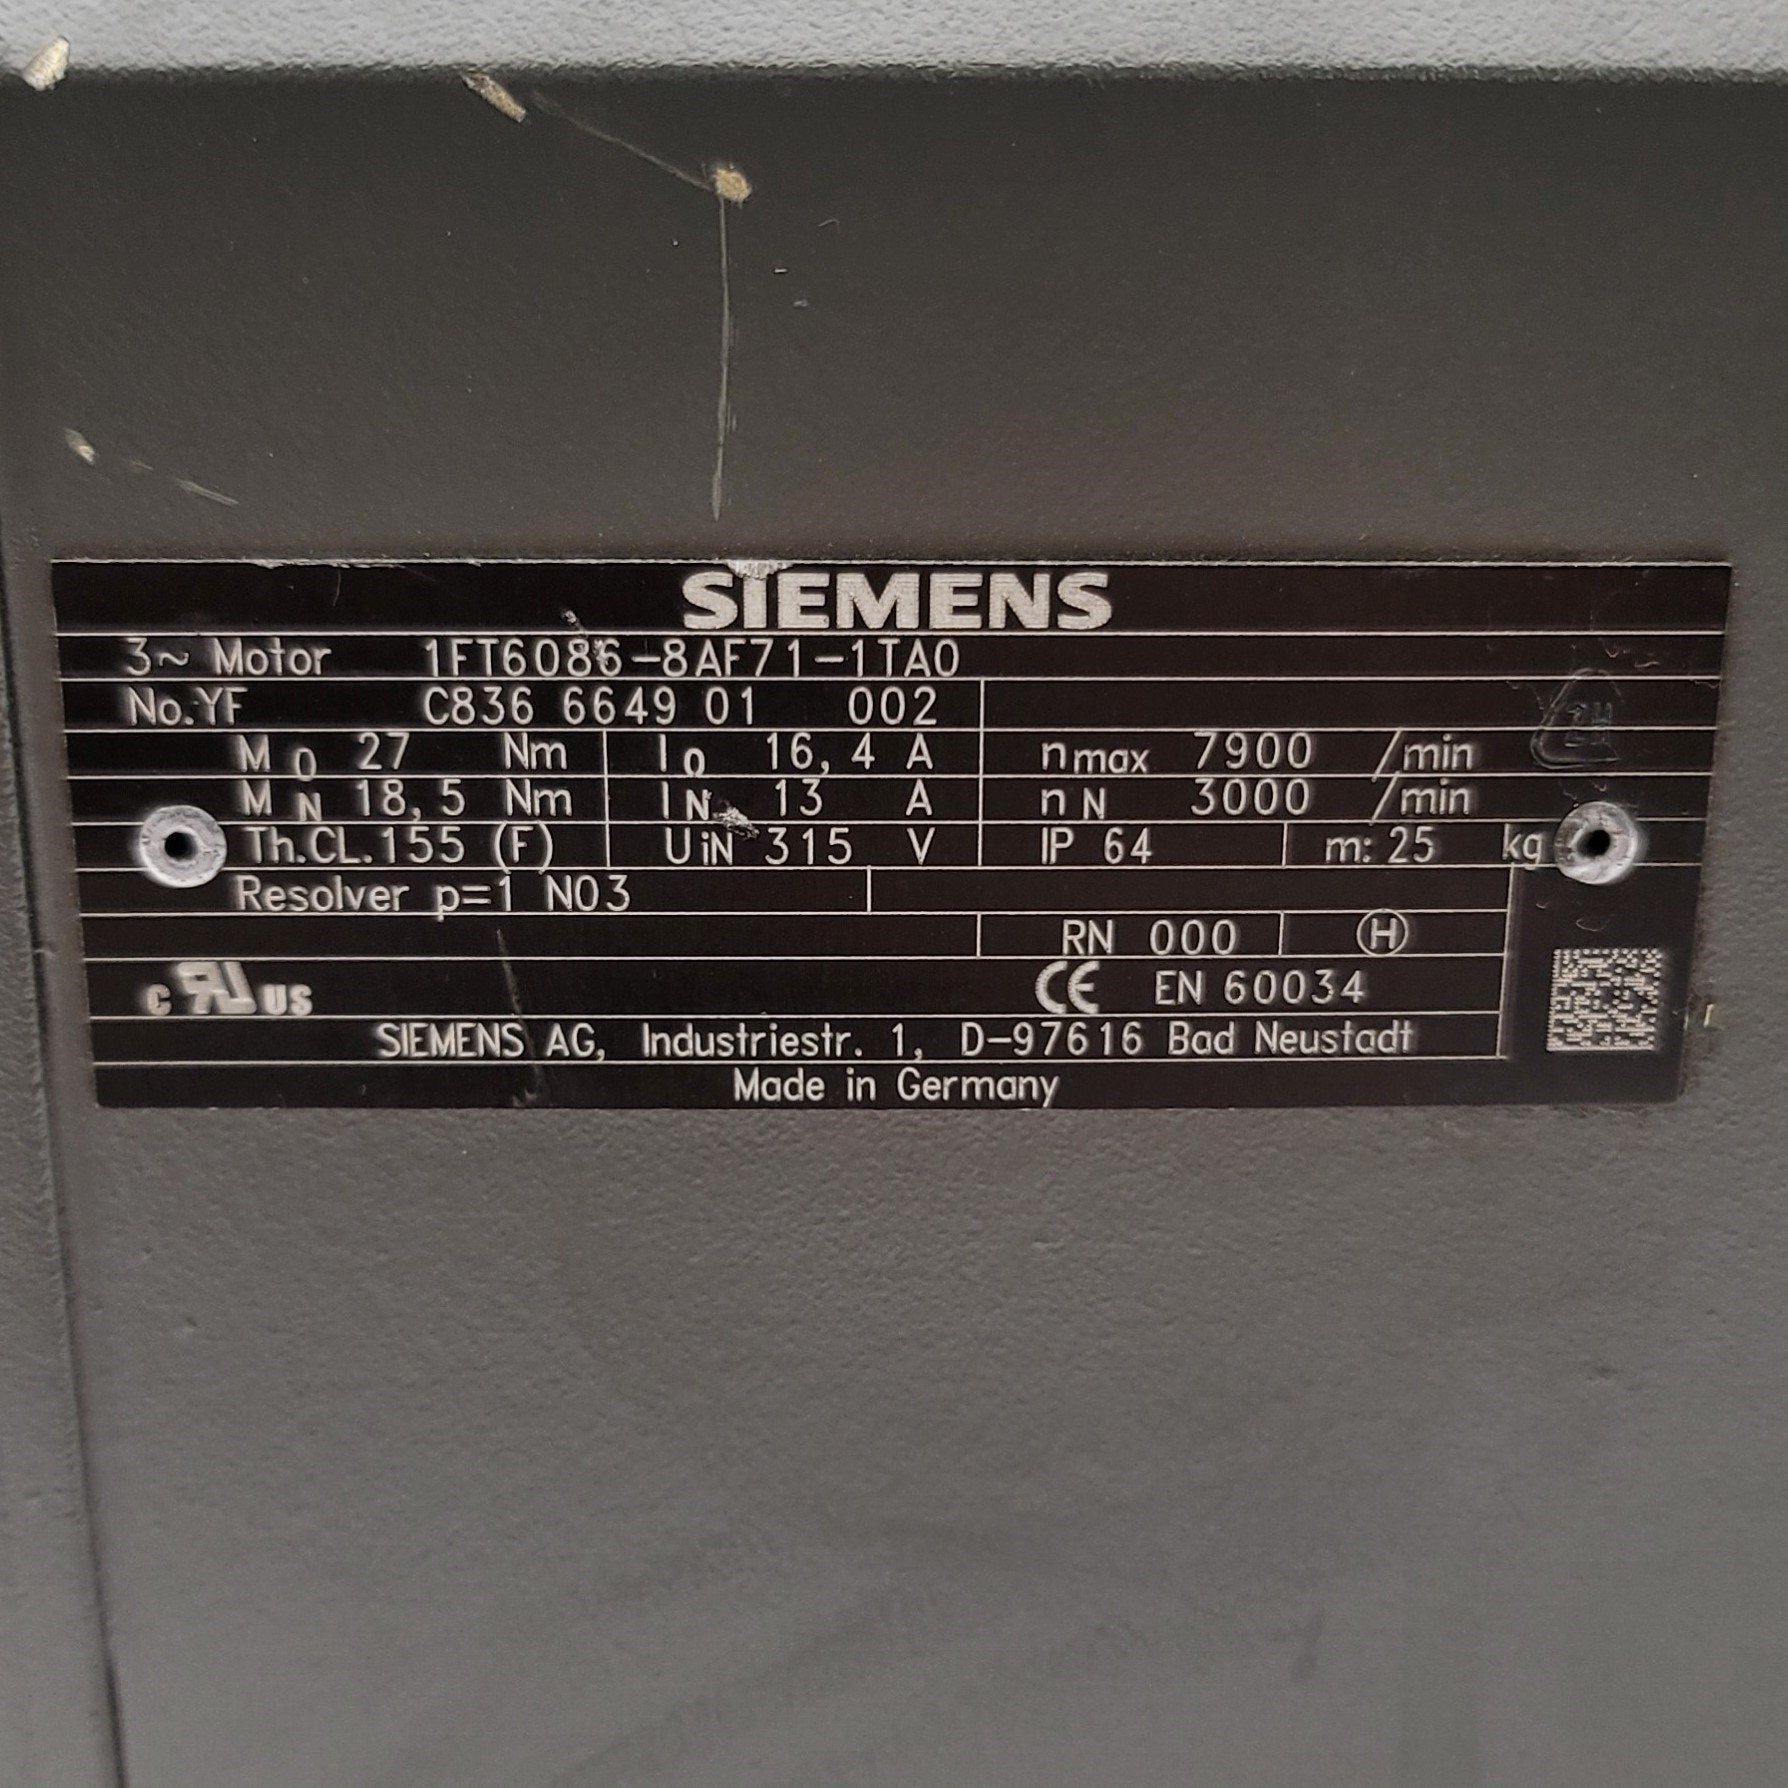 SIEMENS
3~ Motor 1FT6086-8AF71-1TA0
No.YF C836 6649 01 002
M0 27 Nm I0 16,4 A nmax 7900 /min
MN 18,5 Nm IN 13 A nN 3000 /min
Th.CL.155 (F) UiN 315 V IP 64 m: 25 kg
Resolver p=1 N03
RN 000 H
c RU US CE EN 60034
SIEMENS AG, Industriestr. 1, D-97616 Bad Neustadt
Made in Germany